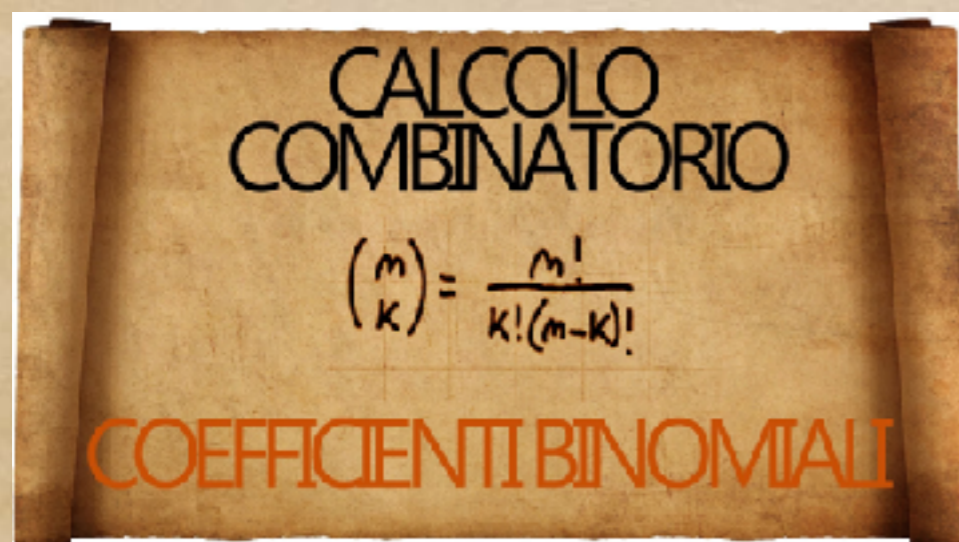 CALCOLO
COMBINATORIO
(n k) = n! / k!(n-k)!
COEFFICIENTI BINOMIALI